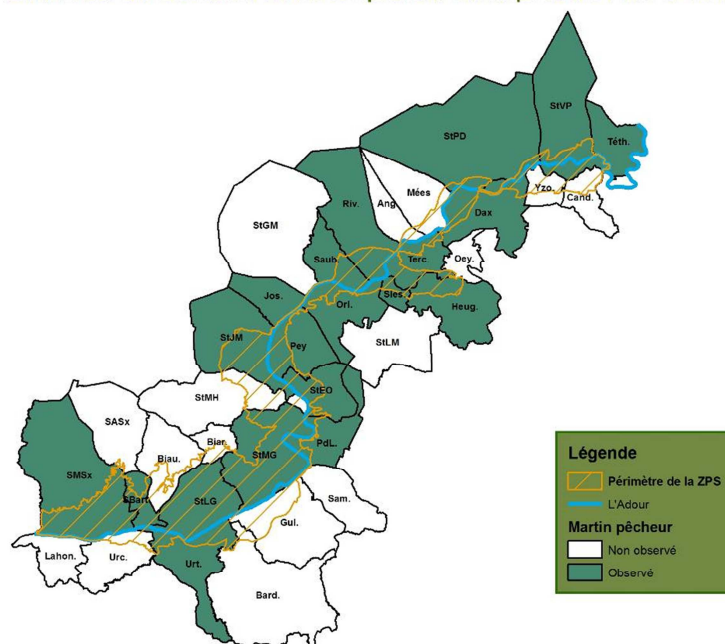 StVP
StPD
Téth.
Mées
Riv.
Ang
Yzo.
Cand.
Dax
StGM
Saub
Terc.
Oey.
Jos.
Orl.
Sles.
Heug.
StJM
Pey
StLM
StEO
StMH
SASx
Biar.
Biau.
StMG
PdL.
SMSx
SBart
StLG
Sam.
Gul.
Lahon.
Urc.
Urt.
Bard.
Légende
Périmètre de la ZPS
L'Adour
Martin pêcheur
Non observé
Observé